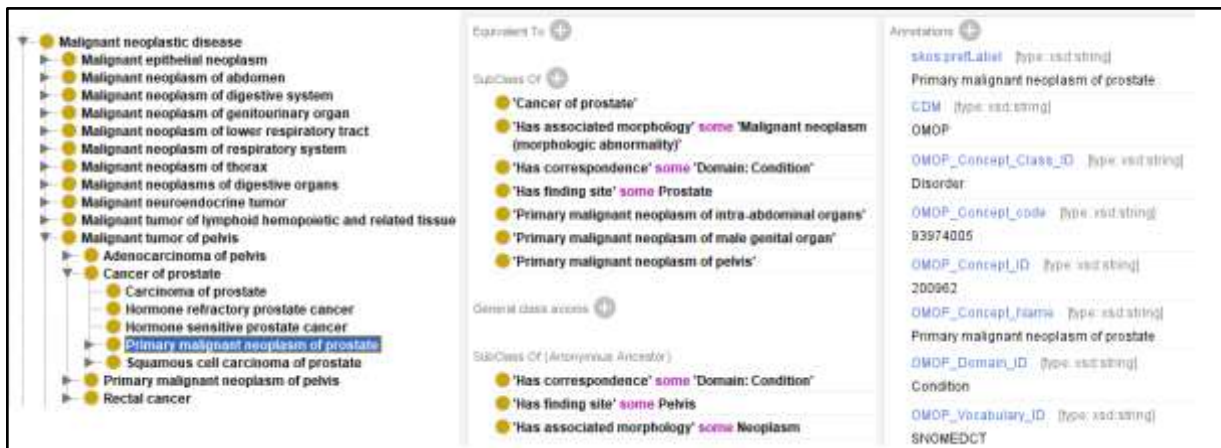 Malignant neoplastic disease
Malignant epithelial neoplasm
Malignant neoplasm of abdomen
Malignant neoplasm of digestive system
Malignant neoplasm of genitourinary organ
Malignant neoplasm of lower respiratory tract
Malignant neoplasm of respiratory system
Malignant neoplasm of thorax
Malignant neoplasms of digestive organs
Malignant neuroendocrine tumor
Malignant tumor of lymphoid hemopoietic and related tissue
Malignant tumor of pelvis
Adenocarcinoma of pelvis
Cancer of prostate
Carcinoma of prostate
Hormone refractory prostate cancer
Hormone sensitive prostate cancer
Primary malignant neoplasm of prostate
Squamous cell carcinoma of prostate
Primary malignant neoplasm of pelvis
Rectal cancer
Equivalent To
SubClass Of
'Cancer of prostate'
'Has associated morphology' some 'Malignant neoplasm
(morphologic abnormality)'
'Has correspondence' some 'Domain: Condition'
'Has finding site' some Prostate
'Primary malignant neoplasm of intra-abdominal organs'
'Primary malignant neoplasm of male genital organ'
'Primary malignant neoplasm of pelvis'
General class axioms
SubClass Of (Anonymous Ancestor)
'Has correspondence' some 'Domain: Condition'
'Has finding site' some Pelvis
'Has associated morphology' some Neoplasm
Annotations
skos:prefLabel [type: xsd:string]
Primary malignant neoplasm of prostate
CDM [type: xsd:string]
OMOP
OMOP_Concept_Class_ID [type: xsd:string]
Disorder
OMOP_Concept_code [type: xsd:string]
93974005
OMOP_Concept_ID [type: xsd:string]
200962
OMOP_Concept_Name [type: xsd:string]
Primary malignant neoplasm of prostate
OMOP_Domain_ID [type: xsd:string]
Condition
OMOP_Vocabulary_ID [type: xsd:string]
SNOMEDCT